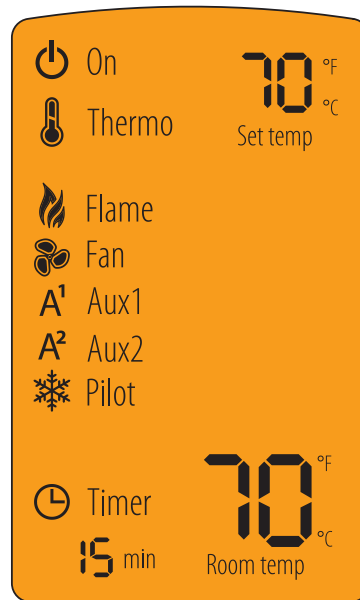 On
70 °F
°C
Thermo
Set temp
Flame
Fan
A¹ Aux1
A² Aux2
Pilot
Timer
70 °F
°C
15 min
Room temp